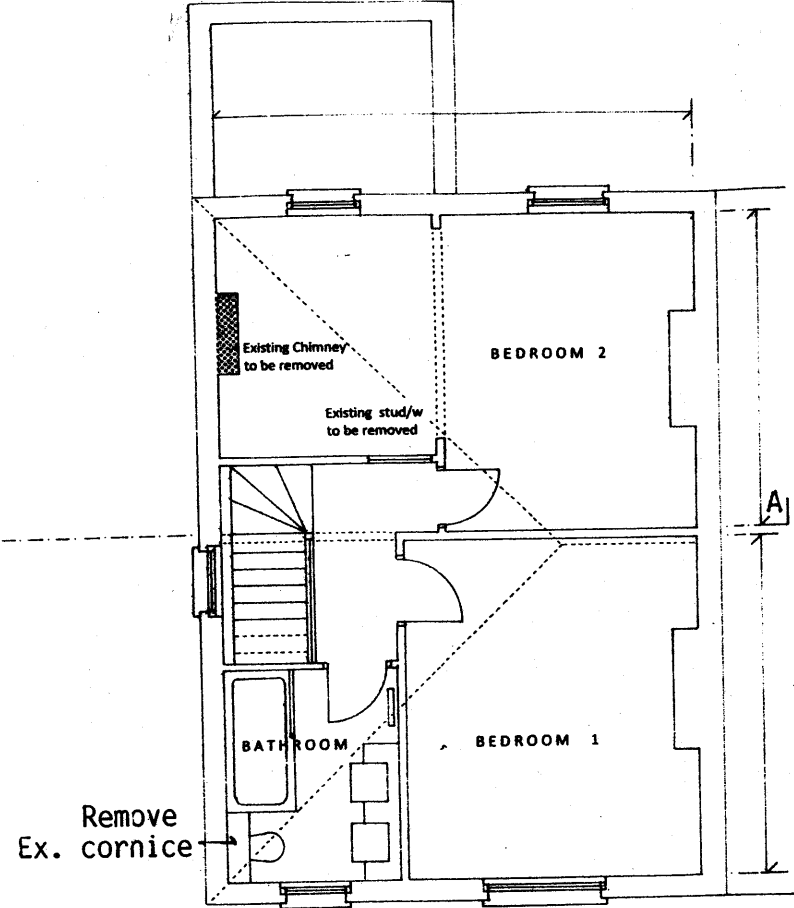 BEDROOM 2
Existing Chimney
to be removed
Existing stud/w
to be removed
A
BATHROOM
BEDROOM 1
Remove
Ex. cornice